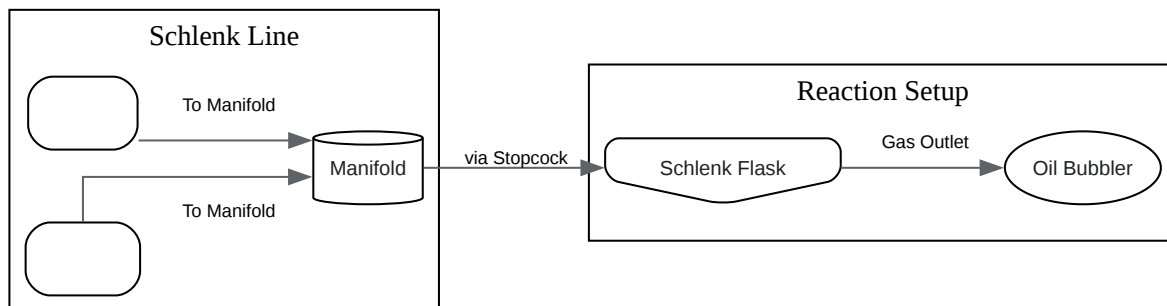 Schlenk Line
To Manifold
Manifold
To Manifold
via Stopcock
Reaction Setup
Schlenk Flask
Gas Outlet
Oil Bubbler